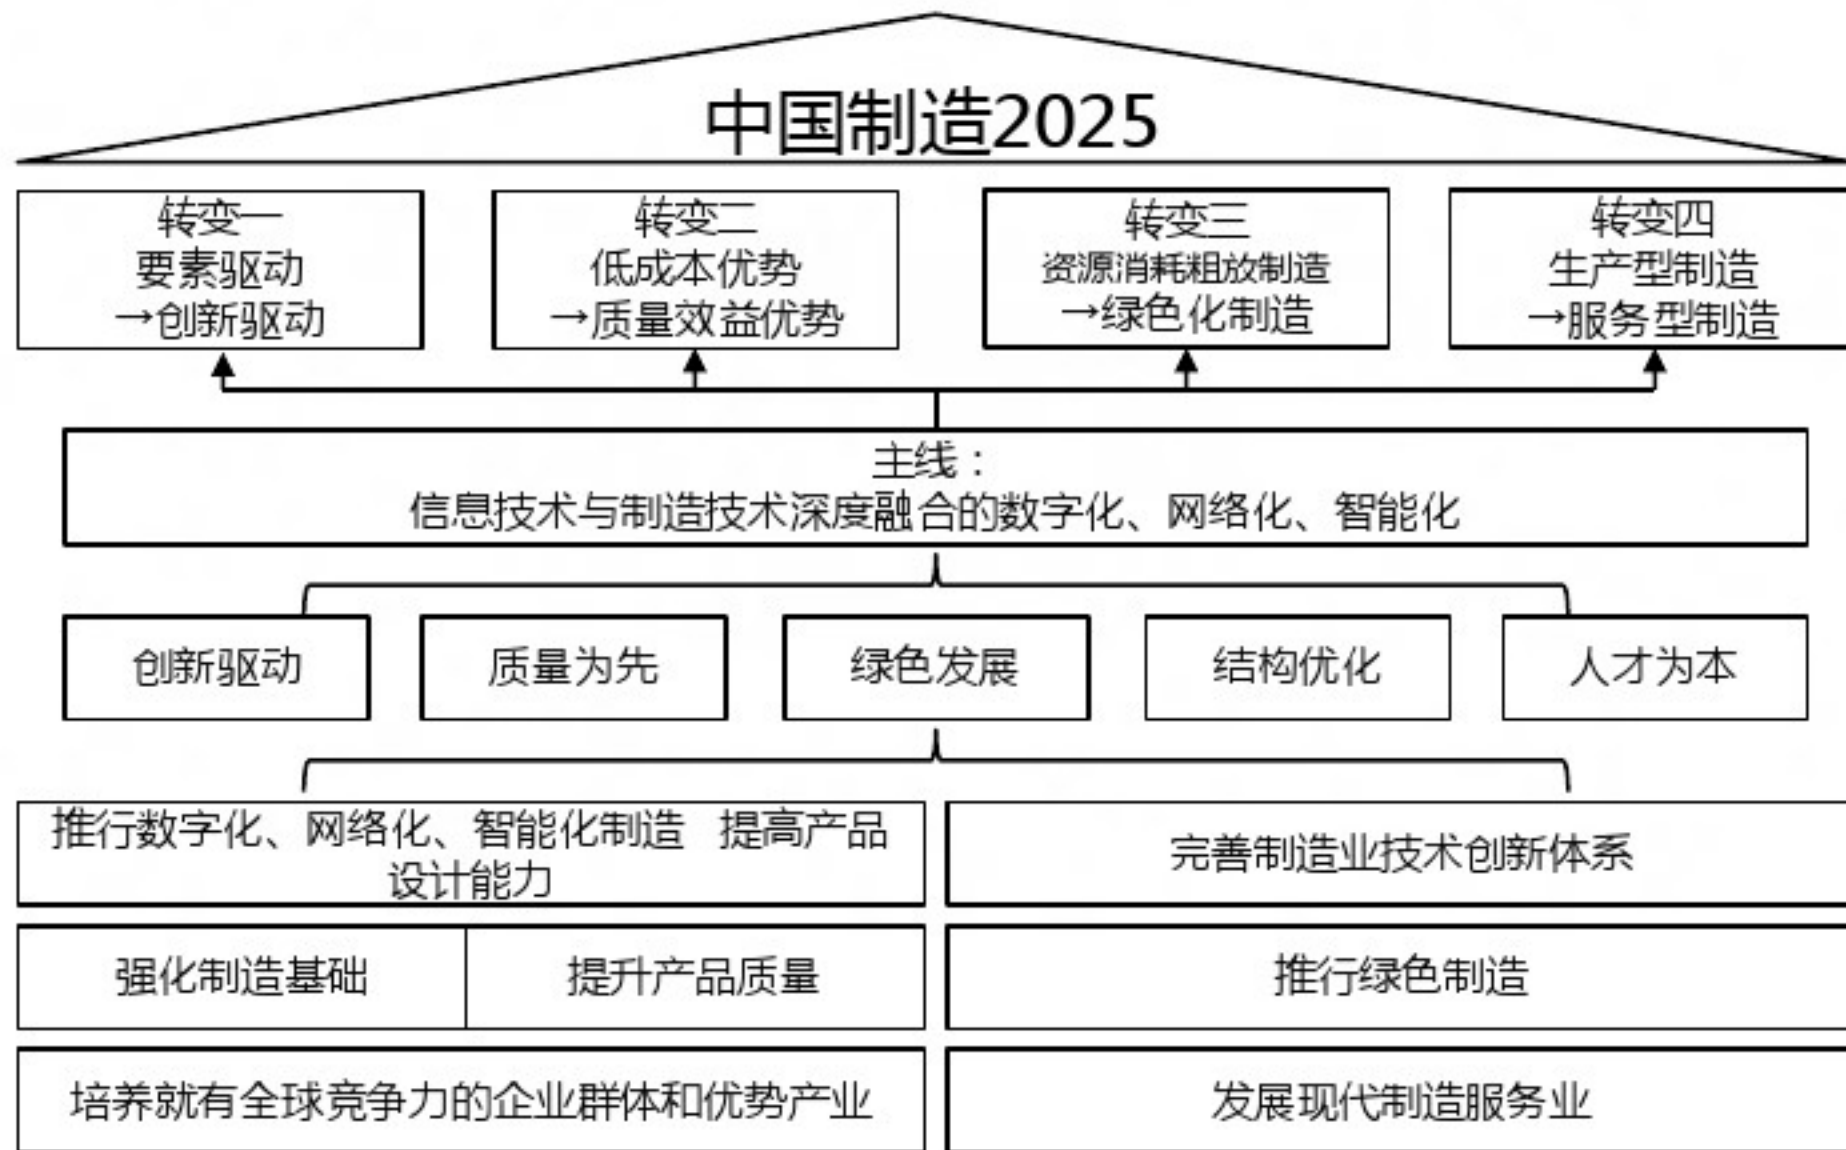 中国制造2025
转变一
要素驱动
→创新驱动
转变二
低成本优势
→质量效益优势
转变三
资源消耗粗放制造
→绿色化制造
转变四
生产型制造
→服务型制造
主线：
信息技术与制造技术深度融合的数字化、网络化、智能化
创新驱动
质量为先
绿色发展
结构优化
人才为本
推行数字化、网络化、智能化制造 提高产品
设计能力
完善制造业技术创新体系
强化制造基础
提升产品质量
推行绿色制造
培养就有全球竞争力的企业群体和优势产业
发展现代制造服务业